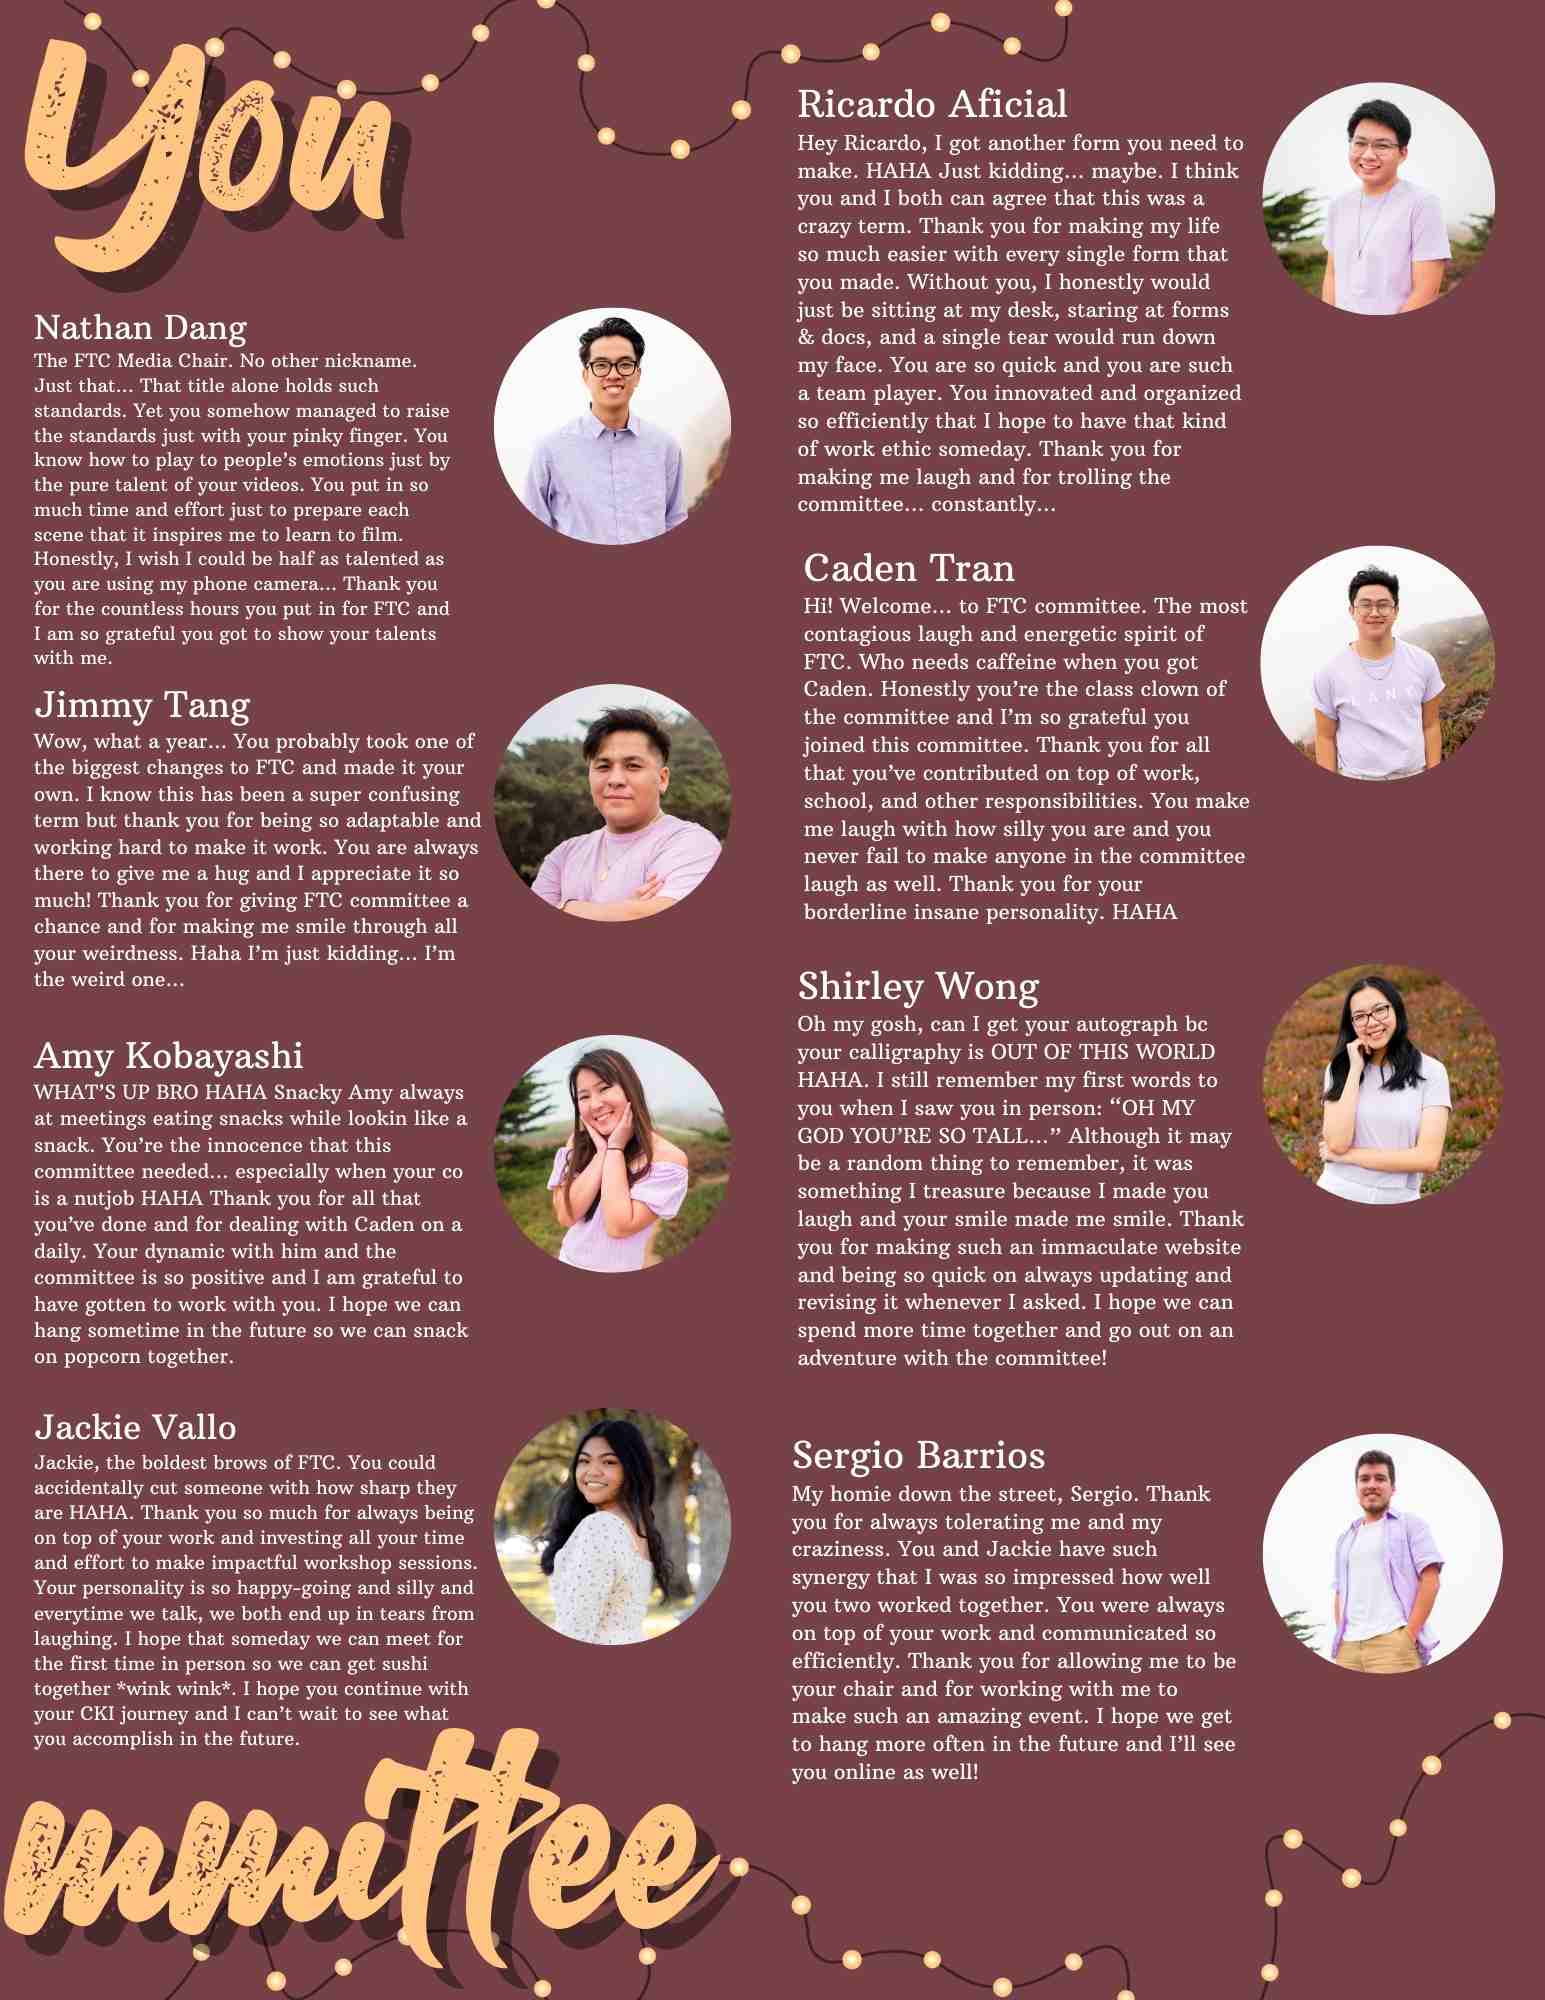 You
Nathan Dang
The FTC Media Chair. No other nickname.
Just that... That title alone holds such
standards. Yet you somehow managed to raise
the standards just with your pinky finger. You
know how to play to people's emotions just by
the pure talent of your videos. You put in so
much time and effort just to prepare each
scene that it inspires me to learn to film.
Honestly, I wish I could be half as talented as
you are using my phone camera... Thank you
for the countless hours you put in for FTC and
I am so grateful you got to show your talents
with me.
Jimmy Tang
Wow, what a year... You probably took one of
the biggest changes to FTC and made it your
own. I know this has been a super confusing
term but thank you for being so adaptable and
working hard to make it work. You are always
there to give me a hug and I appreciate it so
much! Thank you for giving FTC committee a
chance and for making me smile through all
your weirdness. Haha I'm just kidding... I'm
the weird one...
Amy Kobayashi
WHAT'S UP BRO HAHA Snacky Amy always
at meetings eating snacks while lookin like a
snack. You're the innocence that this
committee needed... especially when your co
is a nutjob HAHA Thank you for all that
you've done and for dealing with Caden on a
daily. Your dynamic with him and the
committee is so positive and I am grateful to
have gotten to work with you. I hope we can
hang sometime in the future so we can snack
on popcorn together.
Jackie Vallo
Jackie, the boldest brows of FTC. You could
accidentally cut someone with how sharp they
are HAHA. Thank you so much for always being
on top of your work and investing all your time
and effort to make impactful workshop sessions.
Your personality is so happy-going and silly and
everytime we talk, we both end up in tears from
laughing. I hope that someday we can meet for
the first time in person so we can get sushi
together *wink wink*. I hope you continue with
your CKI journey and I can't wait to see what
you accomplish in the future.
mmittee
Ricardo Aficial
Hey Ricardo, I got another form you need to
make. HAHA Just kidding... maybe. I think
you and I both can agree that this was a
crazy term. Thank you for making my life
so much easier with every single form that
you made. Without you, I honestly would
just be sitting at my desk, staring at forms
& docs, and a single tear would run down
my face. You are so quick and you are such
a team player. You innovated and organized
so efficiently that I hope to have that kind
of work ethic someday. Thank you for
making me laugh and for trolling the
committee... constantly...
Caden Tran
Hi! Welcome... to FTC committee. The most
contagious laugh and energetic spirit of
FTC. Who needs caffeine when you got
Caden. Honestly you're the class clown of
the committee and I'm so grateful you
joined this committee. Thank you for all
that you've contributed on top of work,
school, and other responsibilities. You make
me laugh with how silly you are and you
never fail to make anyone in the committee
laugh as well. Thank you for your
borderline insane personality. HAHA
LANY
Shirley Wong
Oh my gosh, can I get your autograph bc
your calligraphy is OUT OF THIS WORLD
HAHA. I still remember my first words to
you when I saw you in person: “OH MY
GOD YOU'RE SO TALL...” Although it may
be a random thing to remember, it was
something I treasure because I made you
laugh and your smile made me smile. Thank
you for making such an immaculate website
and being so quick on always updating and
revising it whenever I asked. I hope we can
spend more time together and go out on an
adventure with the committee!
Sergio Barrios
My homie down the street, Sergio. Thank
you for always tolerating me and my
craziness. You and Jackie have such
synergy that I was so impressed how well
you two worked together. You were always
on top of your work and communicated so
efficiently. Thank you for allowing me to be
your chair and for working with me to
make such an amazing event. I hope we get
to hang more often in the future and I'll see
you online as well!